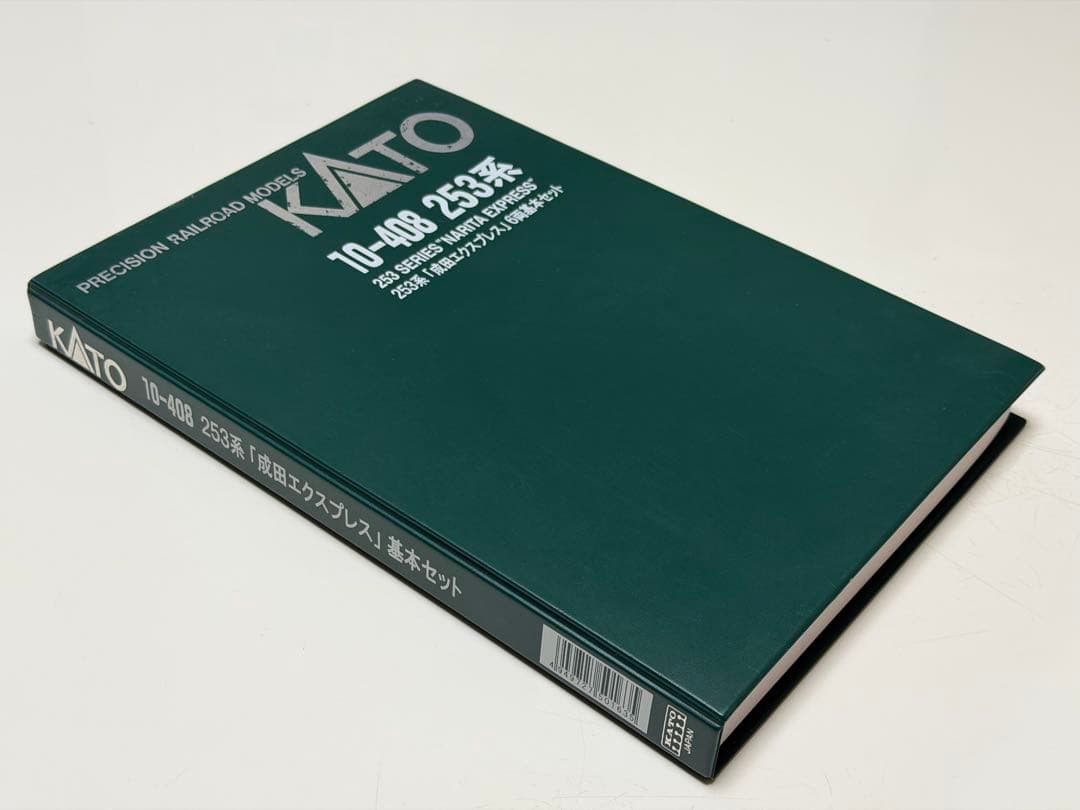 PRECISION RAILROAD MODELS
KATO
10-408 253系
253 SERIES "NARITA EXPRESS"
253系「成田エクスプレス」6両基本セット
KATO 10-408 253系「成田エクスプレス」基本セット
KATO
JAPAN